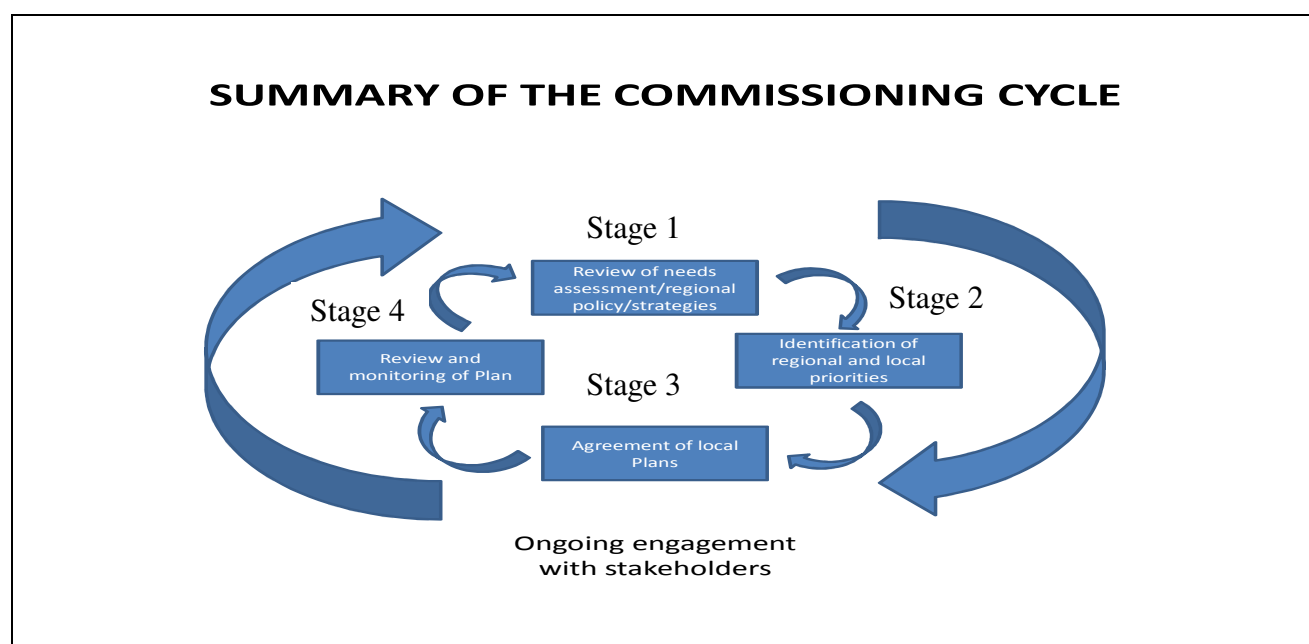 SUMMARY OF THE COMMISSIONING CYCLE
Stage 1
Review of needs
assessment/regional
policy/strategies
Stage 2
Identification of
regional and local
priorities
Stage 3
Agreement of local
Plans
Stage 4
Review and
monitoring of Plan
Ongoing engagement
with stakeholders